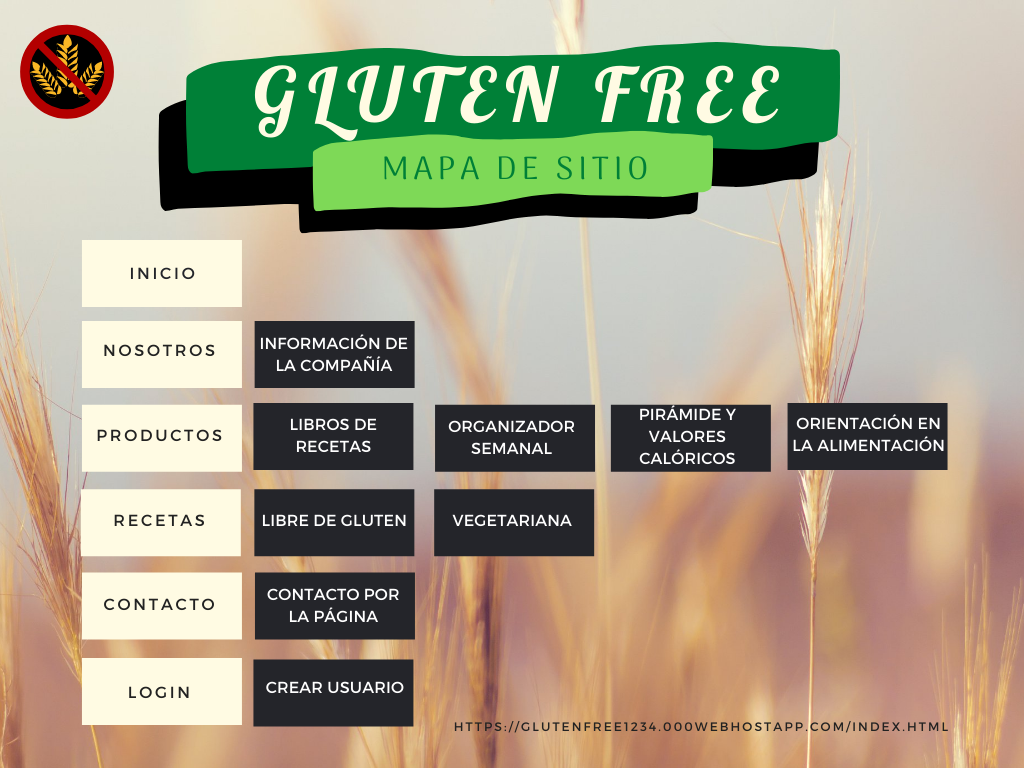 GLUTEN FREE
MAPA DE SITIO
INICIO
NOSOTROS
INFORMACIÓN DE
LA COMPAÑÍA
PRODUCTOS
LIBROS DE
RECETAS
ORGANIZADOR
SEMANAL
PIRÁMIDE Y
VALORES
CALÓRICOS
ORIENTACIÓN EN
LA ALIMENTACIÓN
RECETAS
LIBRE DE GLUTEN
VEGETARIANA
CONTACTO
CONTACTO POR
LA PÁGINA
LOGIN
CREAR USUARIO
HTTPS://GLUTENFREE1234.000WEBHOSTAPP.COM/INDEX.HTML